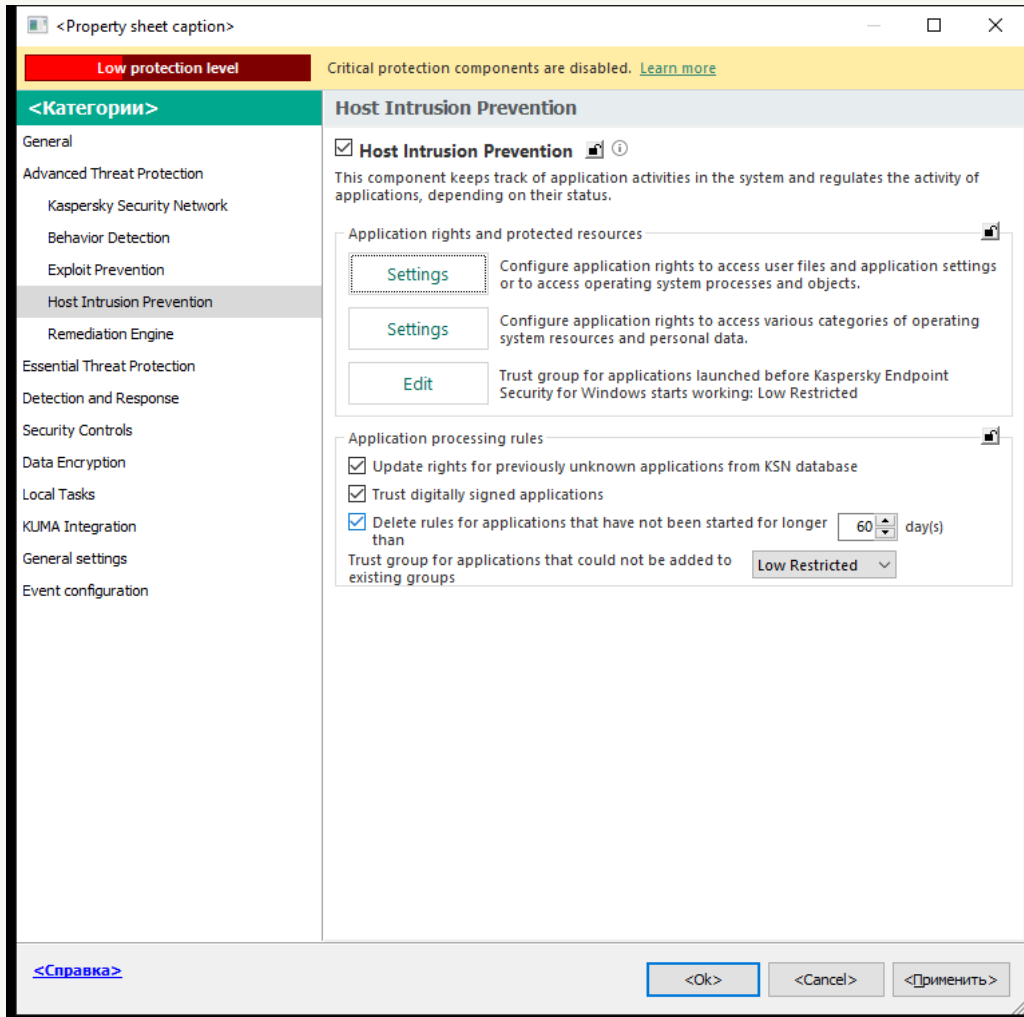 <Property sheet caption>
Low protection level
Critical protection components are disabled. Learn more
<Категории>
General
Advanced Threat Protection
Kaspersky Security Network
Behavior Detection
Exploit Prevention
Host Intrusion Prevention
Remediation Engine
Essential Threat Protection
Detection and Response
Security Controls
Data Encryption
Local Tasks
KUMA Integration
General settings
Event configuration
Host Intrusion Prevention
Host Intrusion Prevention
This component keeps track of application activities in the system and regulates the activity of
applications, depending on their status.
Application rights and protected resources
Settings
Configure application rights to access user files and application settings
or to access operating system processes and objects.
Settings
Configure application rights to access various categories of operating
system resources and personal data.
Edit
Trust group for applications launched before Kaspersky Endpoint
Security for Windows starts working: Low Restricted
Application processing rules
Update rights for previously unknown applications from KSN database
Trust digitally signed applications
Delete rules for applications that have not been started for longer
than
60
day(s)
Trust group for applications that could not be added to
existing groups
Low Restricted
<Справка>
<Ok>
<Cancel>
<Применить>